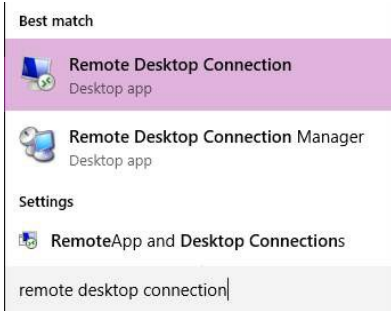 Best match
Remote Desktop Connection
Desktop app
Remote Desktop Connection Manager
Desktop app
Settings
RemoteApp and Desktop Connections
remote desktop connection